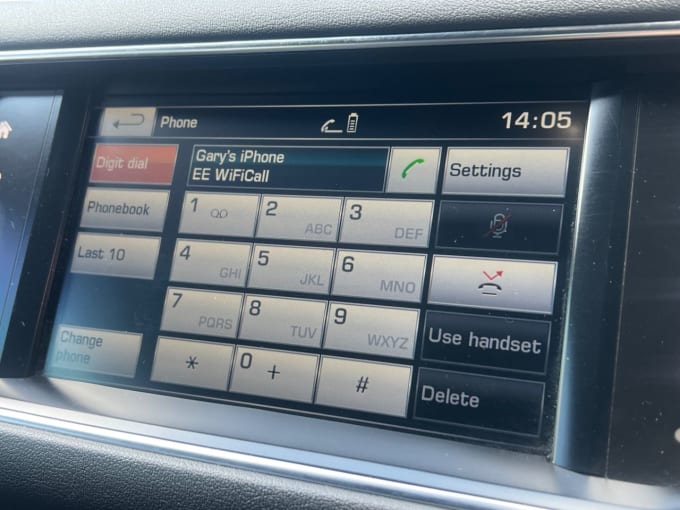 Phone
14:05
Digit dial
Gary's iPhone
EE WiFiCall
Settings
Phonebook
1
2 ABC
3 DEF
Last 10
4 GHI
5 JKL
6 MNO
7 PQRS
8 TUV
9 WXYZ
Use handset
Change
phone
*
0 +
#
Delete